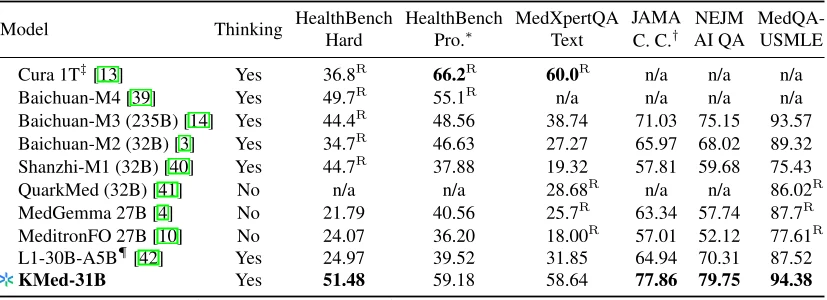 Model Thinking HealthBench Hard HealthBench Pro.* MedXpertQA Text JAMA C. C.† NEJM AI QA MedQA-USMLE
Cura 1T‡ [13] Yes 36.8R 66.2R 60.0R n/a n/a n/a
Baichuan-M4 [39] Yes 49.7R 55.1R n/a n/a n/a n/a
Baichuan-M3 (235B) [14] Yes 44.4R 48.56 38.74 71.03 75.15 93.57
Baichuan-M2 (32B) [3] Yes 34.7R 46.63 27.27 65.97 68.02 89.32
Shanzhi-M1 (32B) [40] Yes 44.7R 37.88 19.32 57.81 59.68 75.43
QuarkMed (32B) [41] No n/a n/a 28.68R n/a n/a 86.02R
MedGemma 27B [4] No 21.79 40.56 25.7R 63.34 57.74 87.7R
MeditronFO 27B [10] No 24.07 36.20 18.00R 57.01 52.12 77.61R
L1-30B-A5B¶ [42] Yes 24.97 39.52 31.85 64.94 70.31 87.52
KMed-31B Yes 51.48 59.18 58.64 77.86 79.75 94.38